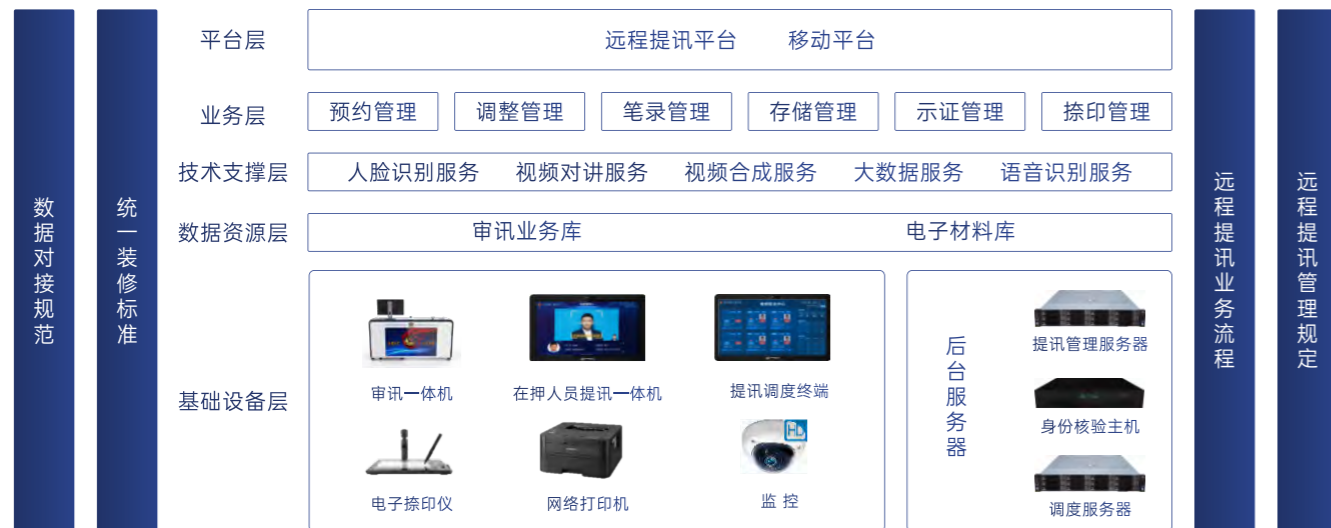 数据对接规范
统一装修标准
平台层
远程提讯平台 移动平台
业务层
预约管理 调整管理 笔录管理 存储管理 示证管理 捺印管理
技术支撑层
人脸识别服务 视频对讲服务 视频合成服务 大数据服务 语音识别服务
数据资源层
审讯业务库 电子材料库
基础设备层
审讯一体机 在押人员提讯一体机 提讯调度终端
电子捺印仪 网络打印机 监 控
HD
后台服务器
提讯管理服务器
身份核验主机
调度服务器
远程提讯业务流程
远程提讯管理规定